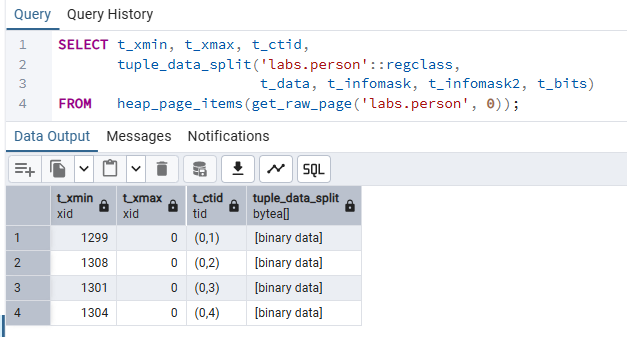 Query Query History
1 SELECT t_xmin, t_xmax, t_ctid,
2 tuple_data_split('labs.person'::regclass,
3 t_data, t_infomask, t_infomask2, t_bits)
4 FROM heap_page_items(get_raw_page('labs.person', 0));
Data Output Messages Notifications
SQL
t_xmin t_xmax t_ctid tuple_data_split
xid xid tid bytea[]
1 1299 0 (0,1) [binary data]
2 1308 0 (0,2) [binary data]
3 1301 0 (0,3) [binary data]
4 1304 0 (0,4) [binary data]